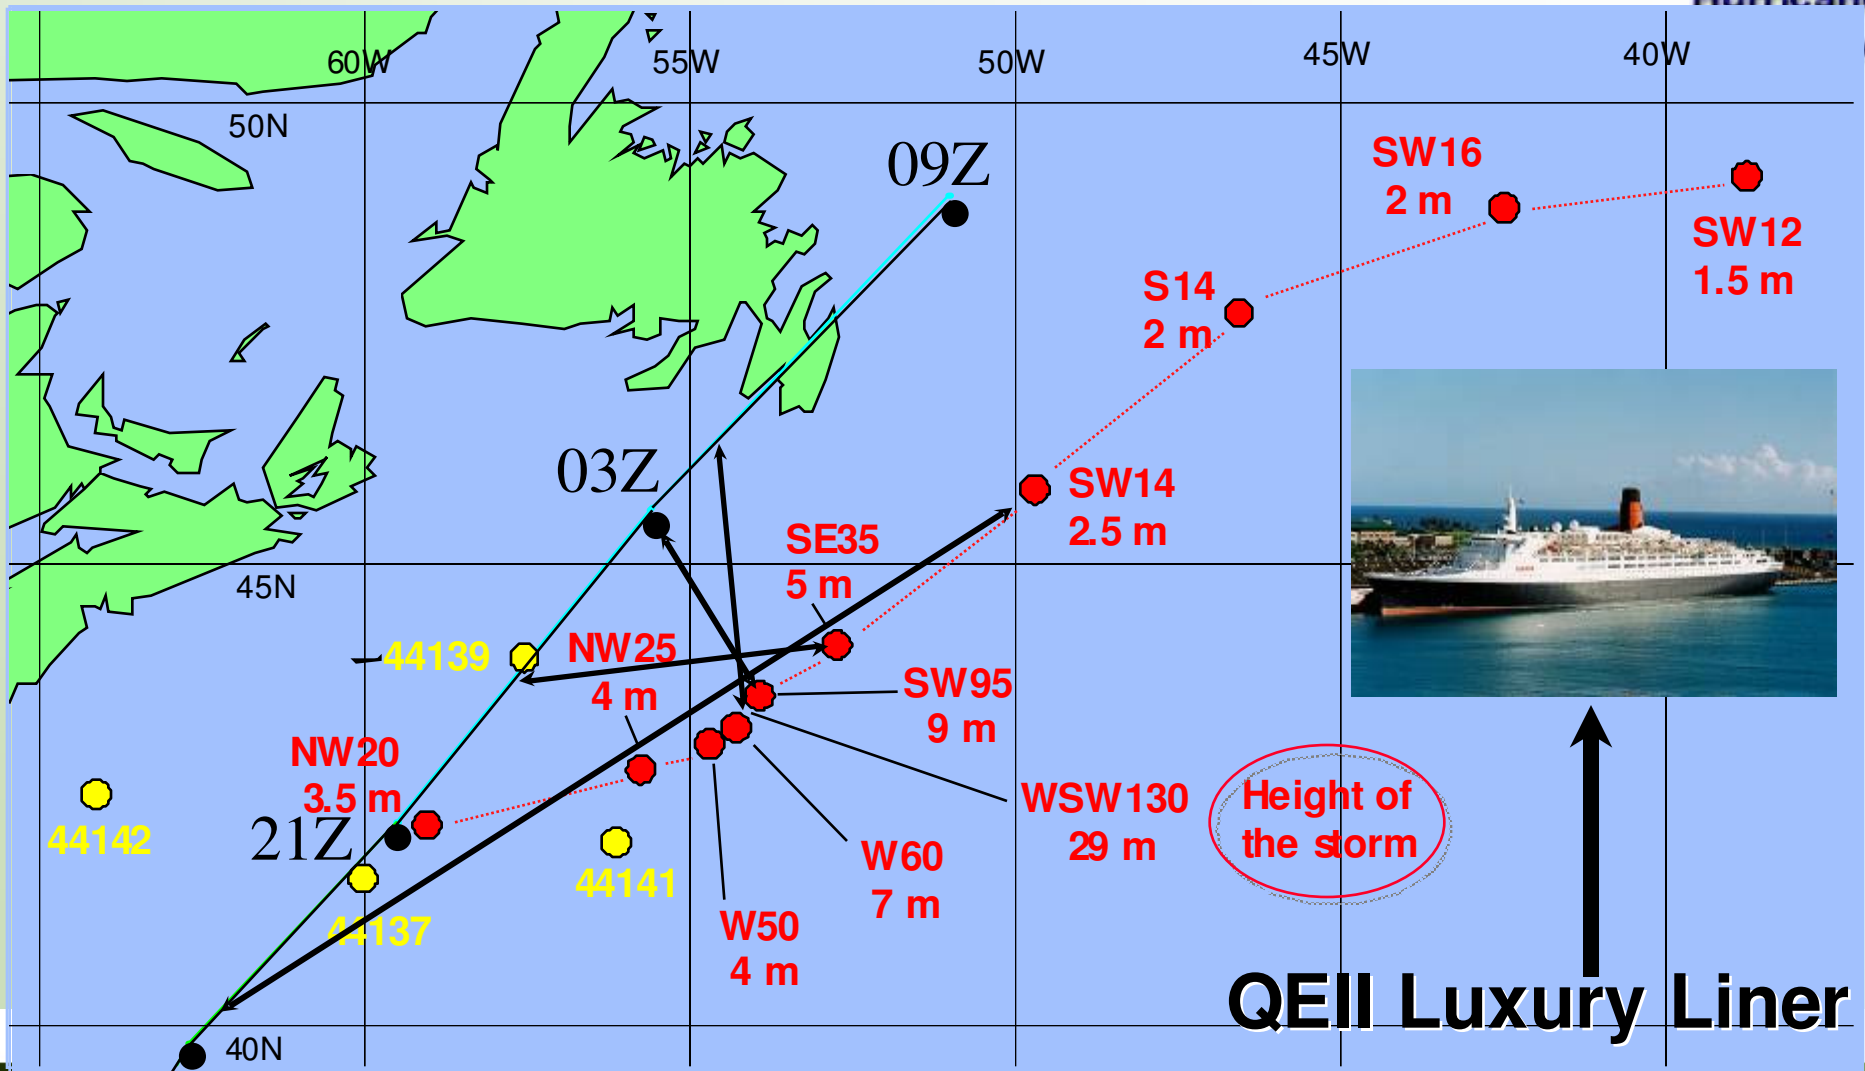 60W
55W
50W
45W
40W
50N
09Z
SW16
2 m
SW12
1.5 m
S14
2 m
03Z
SW14
2.5 m
SE35
5 m
45N
44139
NW25
4 m
SW95
9 m
NW20
3.5 m
21Z
44142
44141
WSW130
29 m
Height of
the storm
W60
7 m
44137
W50
4 m
QEII Luxury Liner
40N